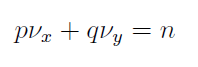 pν_x + qν_y = n